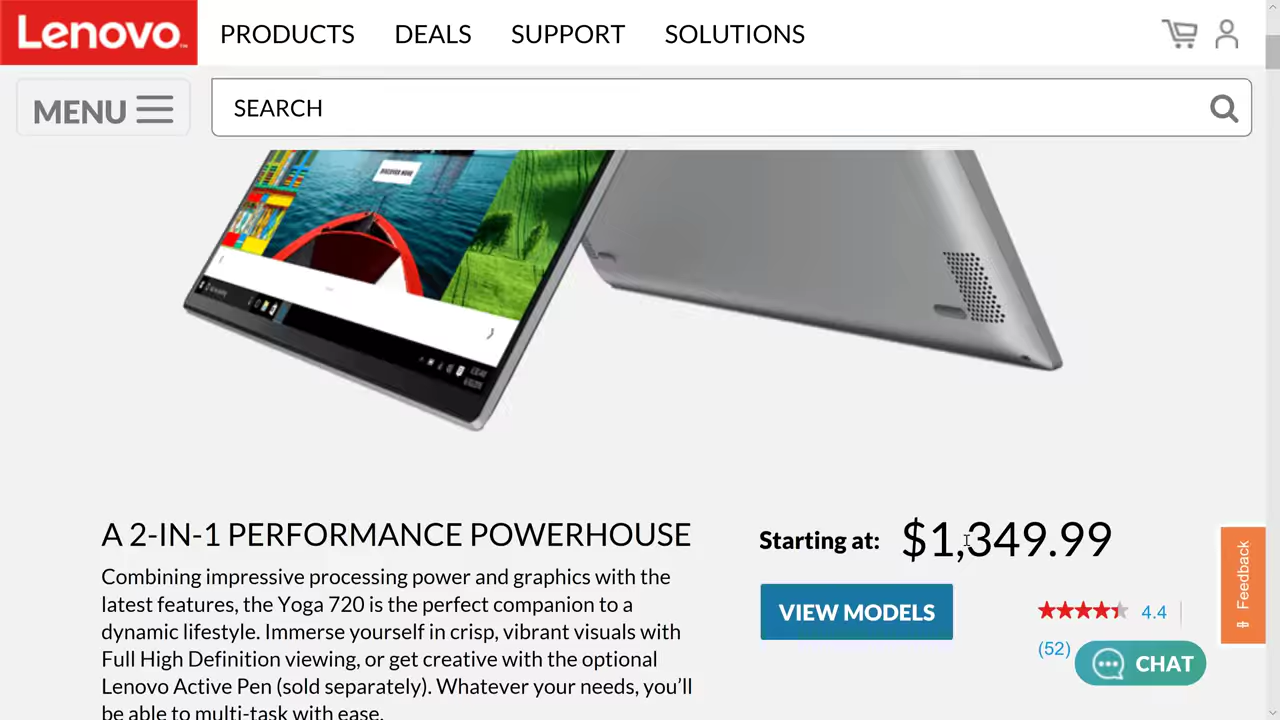 Lenovo™
PRODUCTS DEALS SUPPORT SOLUTIONS
MENU
SEARCH
DISCOVER MORE
A 2-IN-1 PERFORMANCE POWERHOUSE
Combining impressive processing power and graphics with the
latest features, the Yoga 720 is the perfect companion to a
dynamic lifestyle. Immerse yourself in crisp, vibrant visuals with
Full High Definition viewing, or get creative with the optional
Lenovo Active Pen (sold separately). Whatever your needs, you’ll
be able to multi-task with ease.
Starting at: $1,349.99
VIEW MODELS
4.4
(52)
CHAT
Feedback